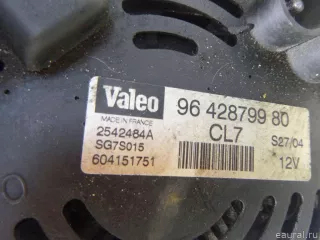 Valeo
96 428799 80
MADE IN FRANCE
CL7
2542464A
S27/04
SG7S015
12V
604151751
eaural.ru